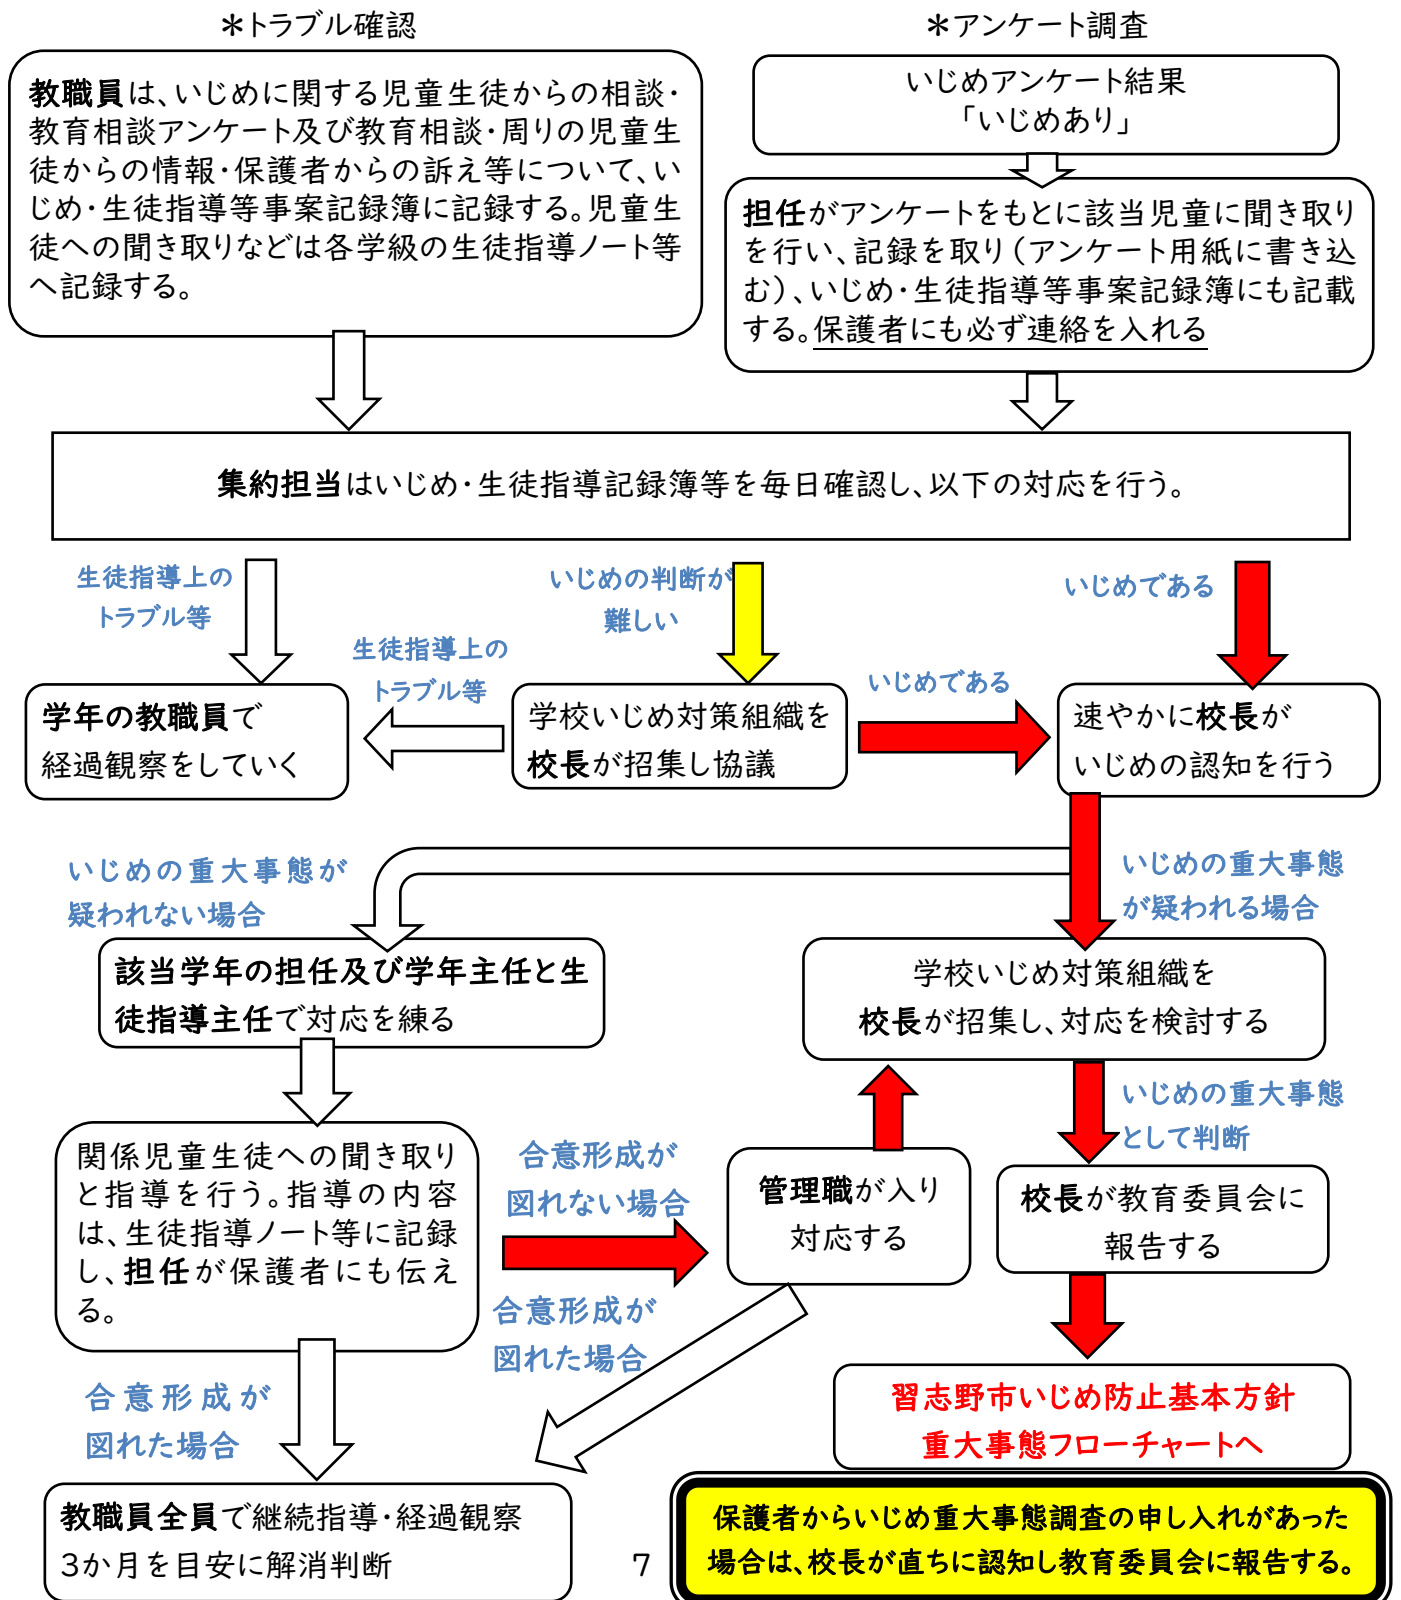 ＊トラブル確認
教職員は、いじめに関する児童生徒からの相談・
教育相談アンケート及び教育相談・周りの児童生
徒からの情報・保護者からの訴え等について、い
じめ・生徒指導等事案記録簿に記録する。児童生
徒への聞き取りなどは各学級の生徒指導ノート等
へ記録する。
＊アンケート調査
いじめアンケート結果
「いじめあり」
担任がアンケートをもとに該当児童に聞き取り
を行い、記録を取り（アンケート用紙に書き込
む）、いじめ・生徒指導等事案記録簿にも記載
する。保護者にも必ず連絡を入れる
集約担当はいじめ・生徒指導記録簿等を毎日確認し、以下の対応を行う。
生徒指導上の
トラブル等
いじめの判断が
難しい
いじめである
生徒指導上の
トラブル等
いじめである
学年の教職員で
経過観察をしていく
学校いじめ対策組織を
校長が招集し協議
速やかに校長が
いじめの認知を行う
いじめの重大事態が
疑われない場合
いじめの重大事態
が疑われる場合
該当学年の担任及び学年主任と生
徒指導主任で対応を練る
学校いじめ対策組織を
校長が招集し、対応を検討する
関係児童生徒への聞き取り
と指導を行う。指導の内容
は、生徒指導ノート等に記録
し、担任が保護者にも伝え
る。
合意形成が
図れない場合
管理職が入り
対応する
いじめの重大事態
として判断
校長が教育委員会に
報告する
合意形成が
図れた場合
合意形成が
図れた場合
習志野市いじめ防止基本方針
重大事態フローチャートへ
教職員全員で継続指導・経過観察
３か月を目安に解消判断
7
保護者からいじめ重大事態調査の申し入れがあった
場合は、校長が直ちに認知し教育委員会に報告する。